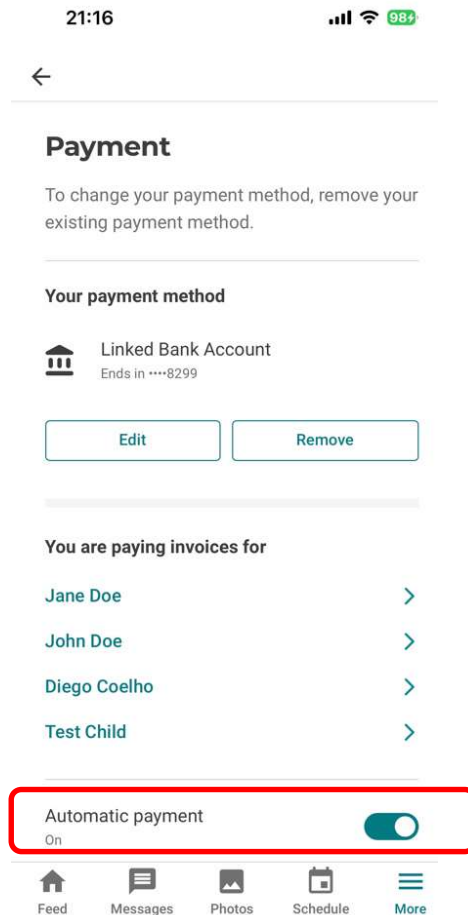 21:16
98
Payment
To change your payment method, remove your
existing payment method.
Your payment method
Linked Bank Account
Ends in ····8299
Edit Remove
You are paying invoices for
Jane Doe
John Doe
Diego Coelho
Test Child
Automatic payment
On
Feed Messages Photos Schedule More